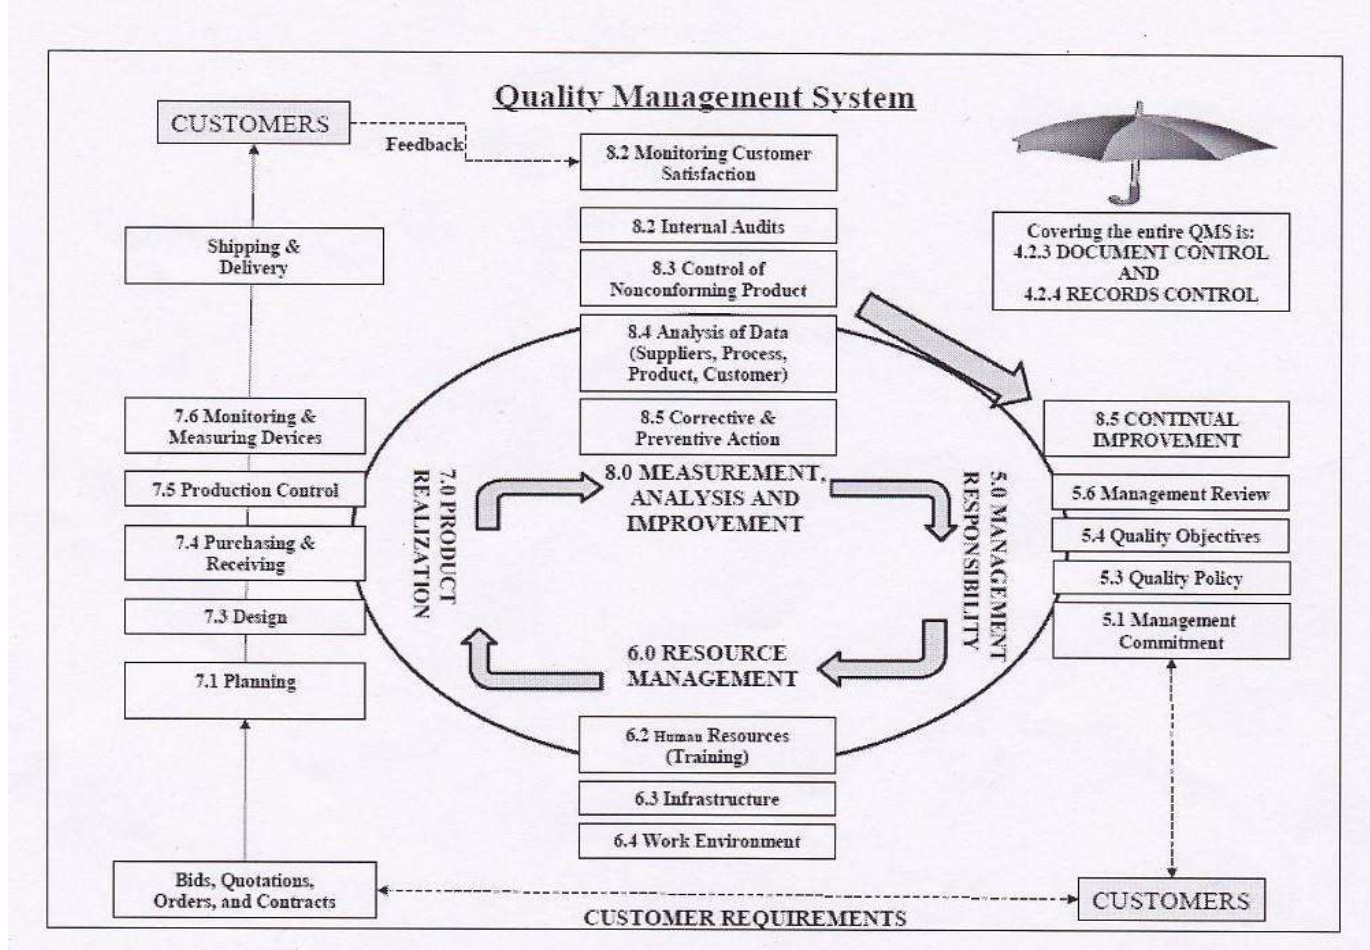 Quality Management System
CUSTOMERS
Feedback
8.2 Monitoring Customer
Satisfaction
8.2 Internal Audits
8.3 Control of
Nonconforming Product
8.4 Analysis of Data
(Suppliers, Process,
Product, Customer)
8.5 Corrective &
Preventive Action
Covering the entire QMS is:
4.2.3 DOCUMENT CONTROL
AND
4.2.4 RECORDS CONTROL
Shipping &
Delivery
7.6 Monitoring &
Measuring Devices
7.5 Production Control
7.4 Purchasing &
Receiving
7.3 Design
7.1 Planning
Bids, Quotations,
Orders, and Contracts
7.0 PRODUCT
REALIZATION
8.0 MEASUREMENT,
ANALYSIS AND
IMPROVEMENT
5.0 MANAGEMENT
RESPONSIBILITY
6.0 RESOURCE
MANAGEMENT
6.2 Human Resources
(Training)
6.3 Infrastructure
6.4 Work Environment
8.5 CONTINUAL
IMPROVEMENT
5.6 Management Review
5.4 Quality Objectives
5.3 Quality Policy
5.1 Management
Commitment
CUSTOMERS
CUSTOMER REQUIREMENTS